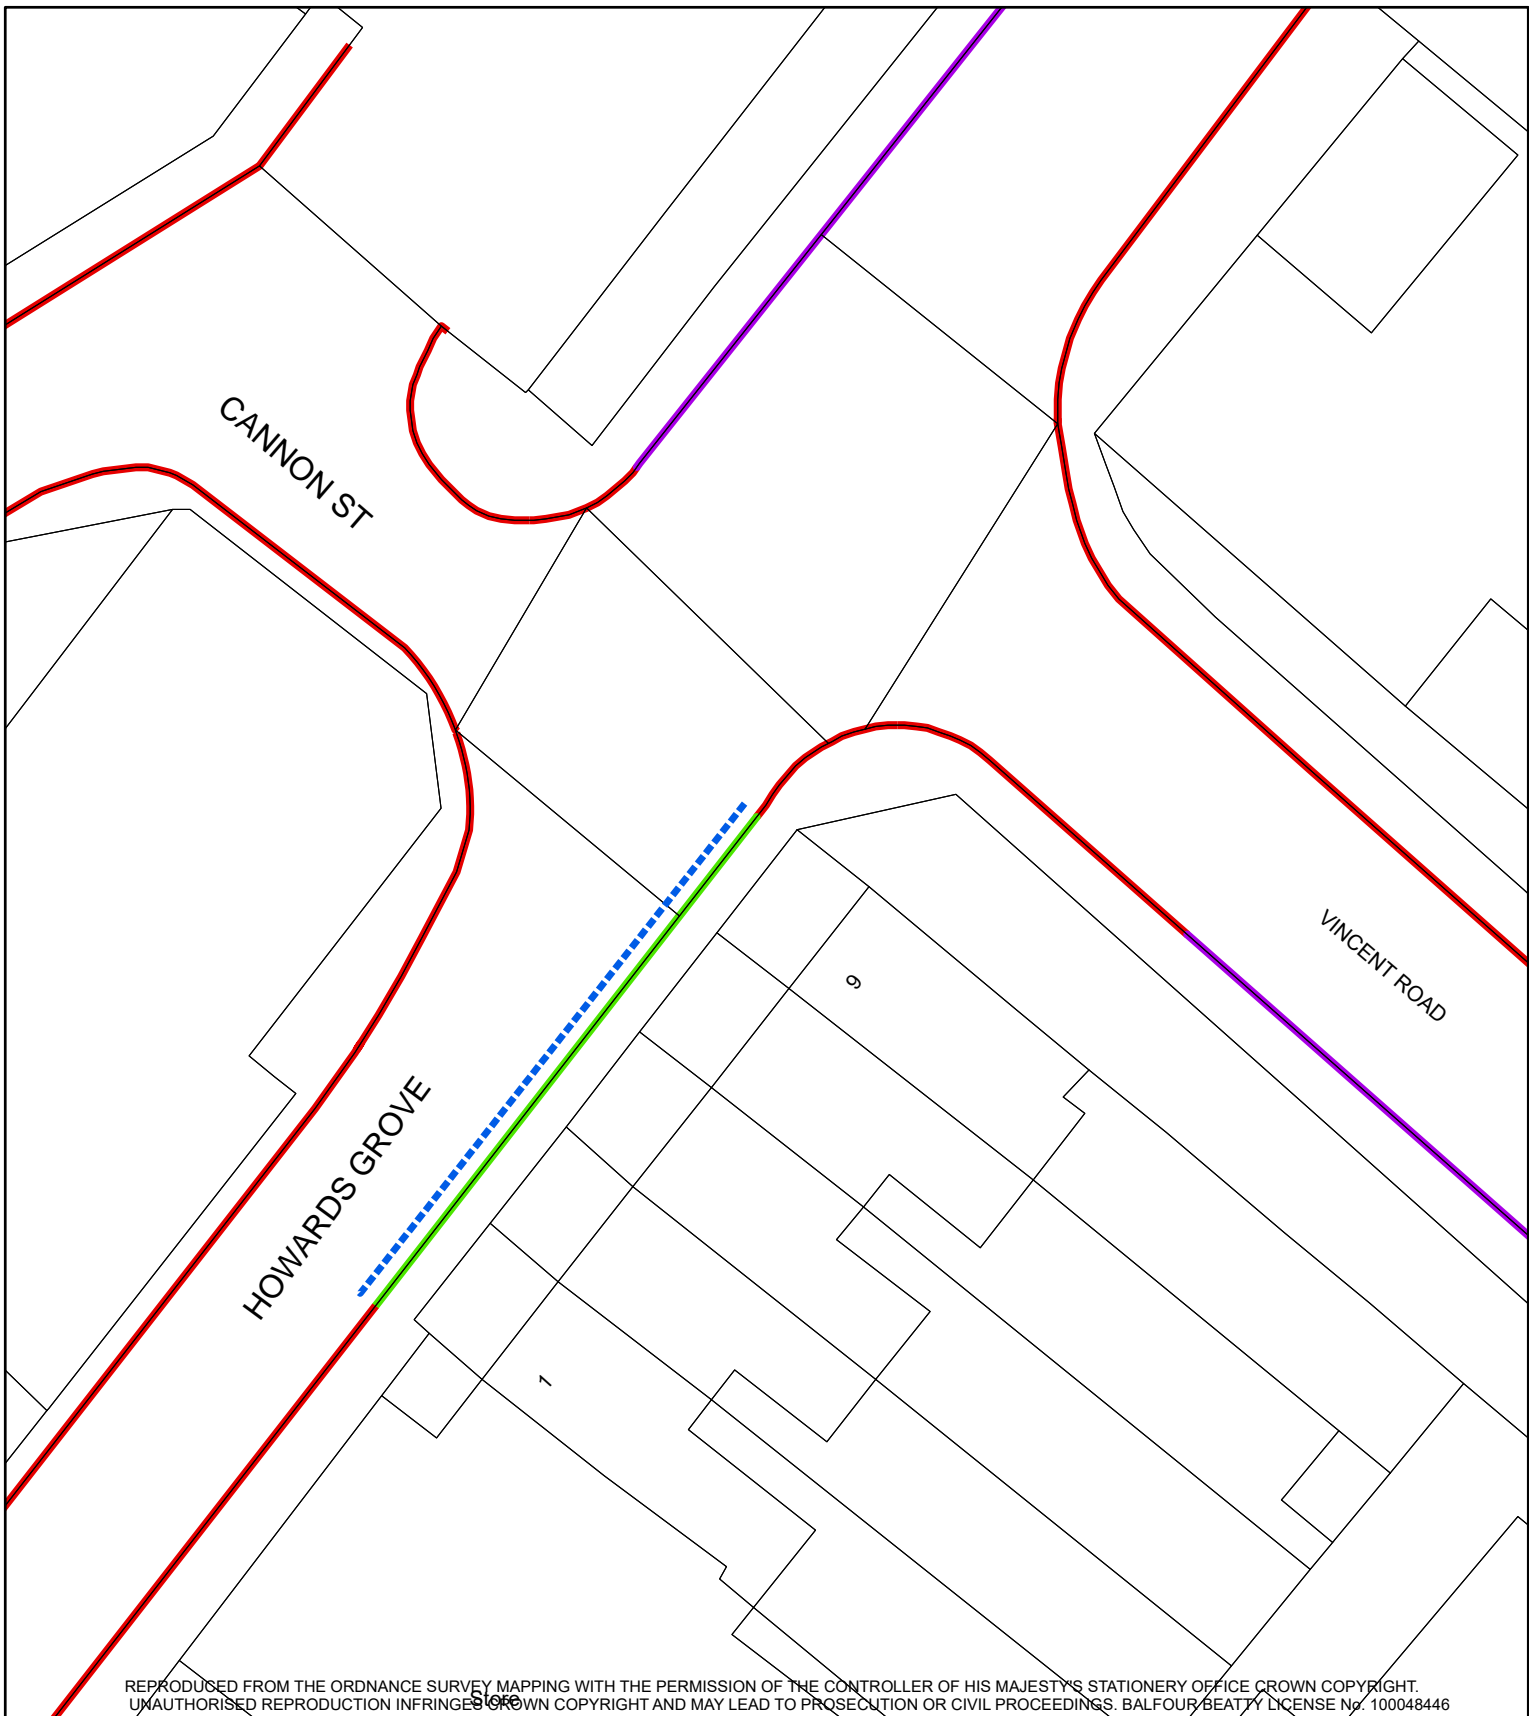 CANNON ST
VINCENT ROAD
9
HOWARDS GROVE
1
Store
REPRODUCED FROM THE ORDNANCE SURVEY MAPPING WITH THE PERMISSION OF THE CONTROLLER OF HIS MAJESTY'S STATIONERY OFFICE CROWN COPYRIGHT.
UNAUTHORISED REPRODUCTION INFRINGES CROWN COPYRIGHT AND MAY LEAD TO PROSECUTION OR CIVIL PROCEEDINGS. BALFOUR BEATTY LICENSE No. 100048446